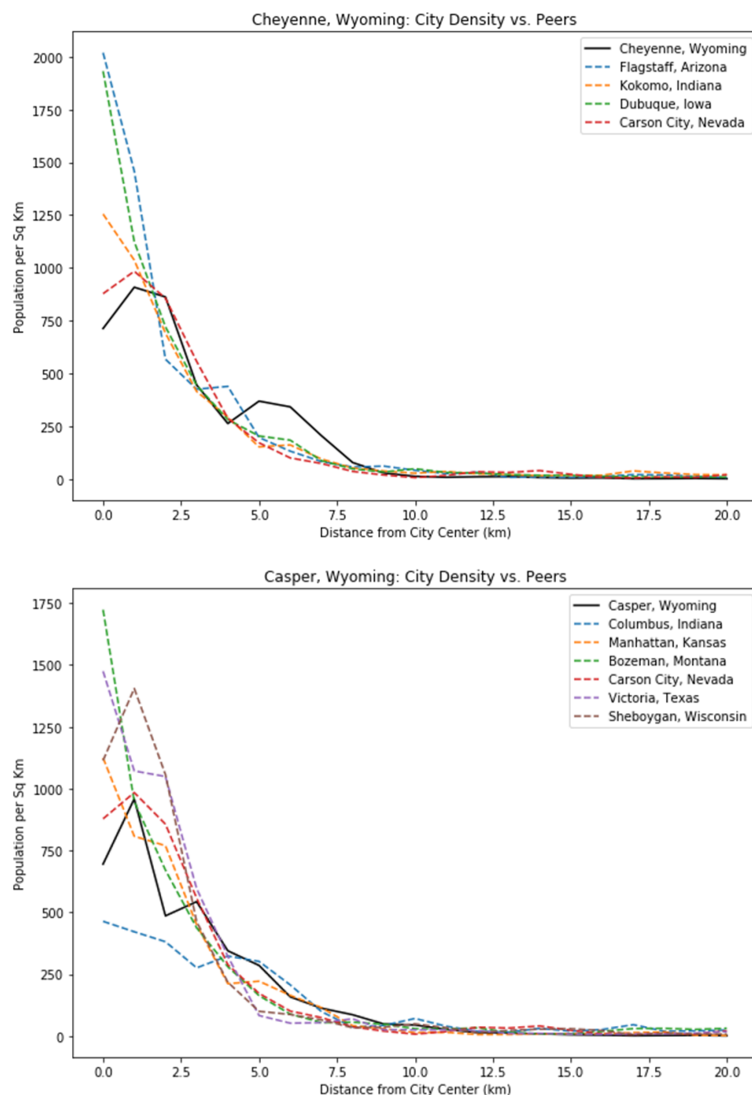 Cheyenne, Wyoming: City Density vs. Peers
Cheyenne, Wyoming
Flagstaff, Arizona
Kokomo, Indiana
Dubuque, Iowa
Carson City, Nevada
2000
1750
1500
1250
1000
750
500
250
0
Population per Sq Km
0.0 2.5 5.0 7.5 10.0 12.5 15.0 17.5 20.0
Distance from City Center (km)
Casper, Wyoming: City Density vs. Peers
Casper, Wyoming
Columbus, Indiana
Manhattan, Kansas
Bozeman, Montana
Carson City, Nevada
Victoria, Texas
Sheboygan, Wisconsin
1750
1500
1250
1000
750
500
250
0
Population per Sq Km
0.0 2.5 5.0 7.5 10.0 12.5 15.0 17.5 20.0
Distance from City Center (km)